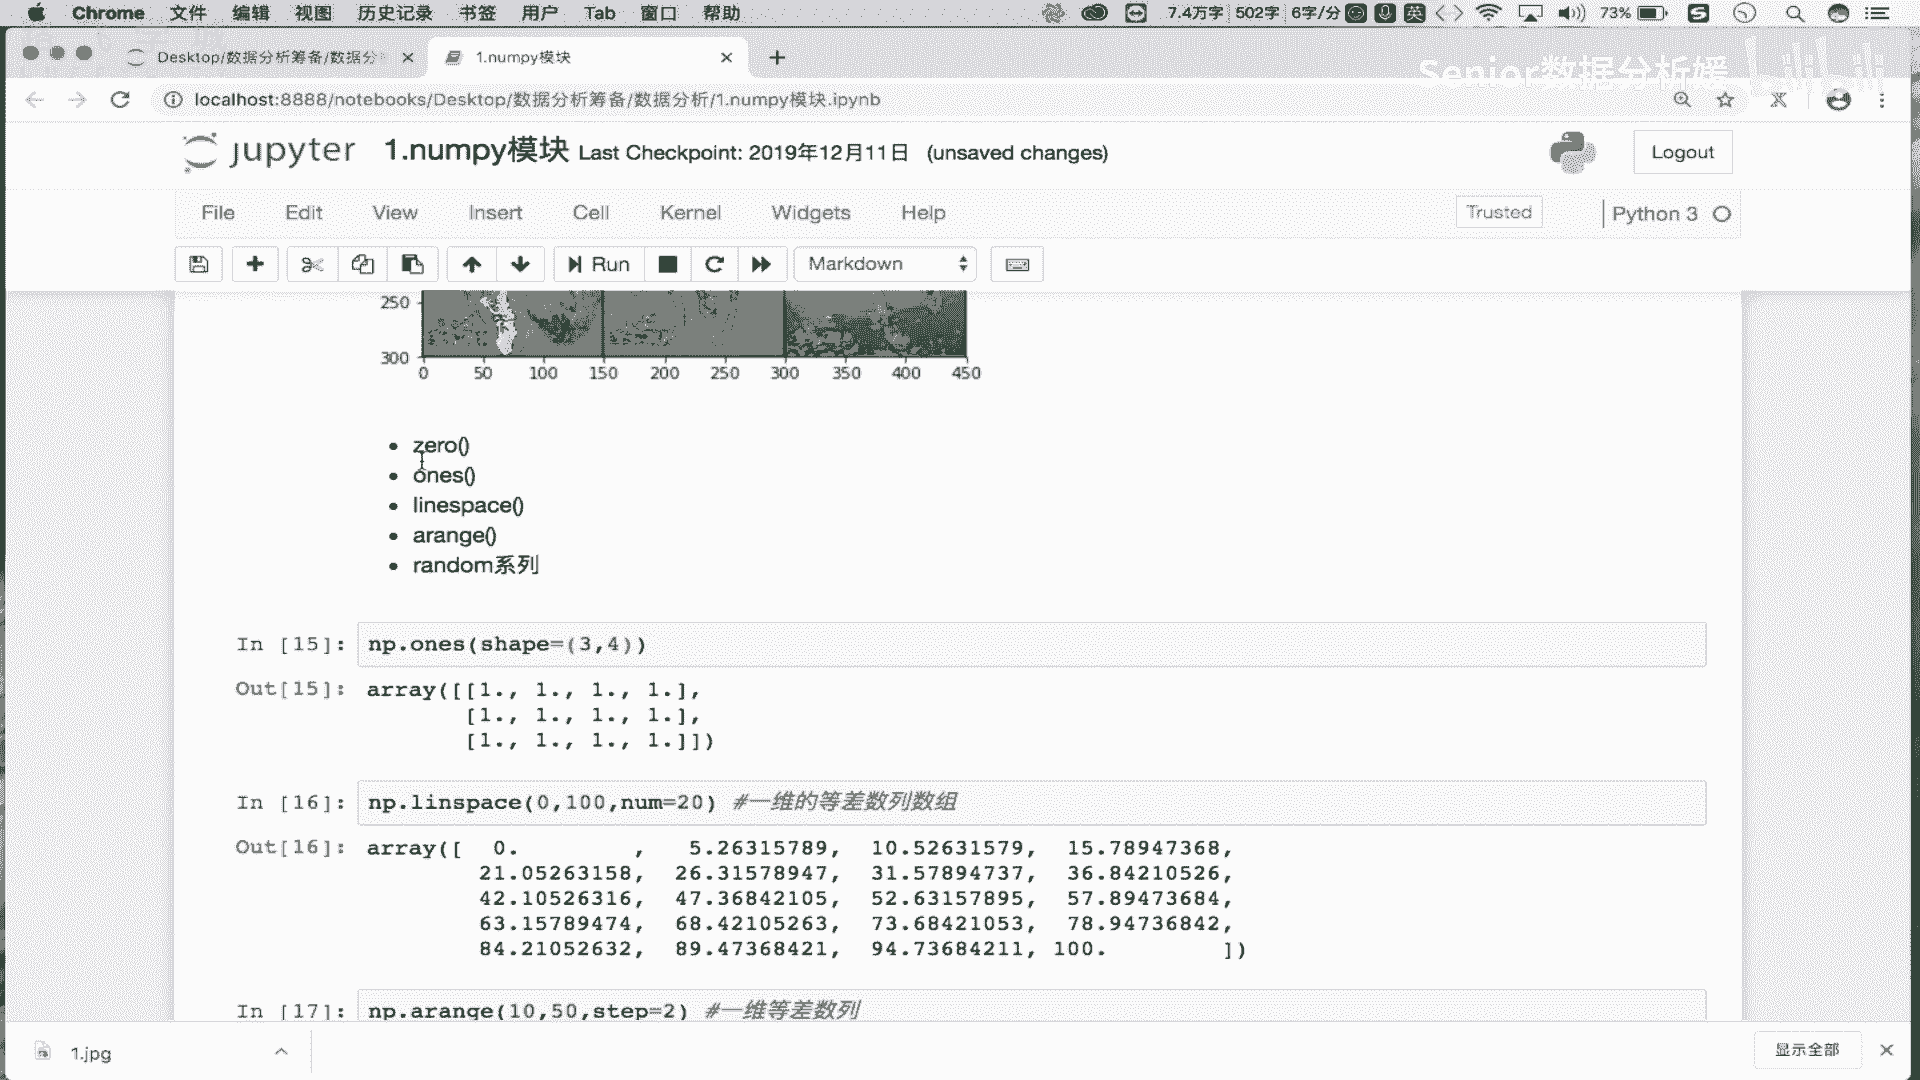 Chrome 文件 编辑 视图 历史记录 书签 用户 Tab 窗口 帮助 7.4万字 502字 6字/分 英 73%
Desktop/数据分析筹备/数据分 1.numpy模块
Senior数据分析媛 bilibili
localhost:8888/notebooks/Desktop/数据分析筹备/数据分析/1.numpy模块.ipynb
jupyter 1.numpy模块 Last Checkpoint: 2019年12月11日 (unsaved changes) Logout
File Edit View Insert Cell Kernel Widgets Help Trusted Python 3
Run Markdown
250
300
0 50 100 150 200 250 300 350 400 450
zero()
ones()
linespace()
arange()
random系列
In [15]: np.ones(shape=(3,4))
Out[15]: array([[1., 1., 1., 1.],
[1., 1., 1., 1.],
[1., 1., 1., 1.]])
In [16]: np.linspace(0,100,num=20) #一维的等差数列数组
Out[16]: array([ 0. , 5.26315789, 10.52631579, 15.78947368,
21.05263158, 26.31578947, 31.57894737, 36.84210526,
42.10526316, 47.36842105, 52.63157895, 57.89473684,
63.15789474, 68.42105263, 73.68421053, 78.94736842,
84.21052632, 89.47368421, 94.73684211, 100. ])
In [17]: np.arange(10,50,step=2) #一维等差数列
1.jpg 显示全部